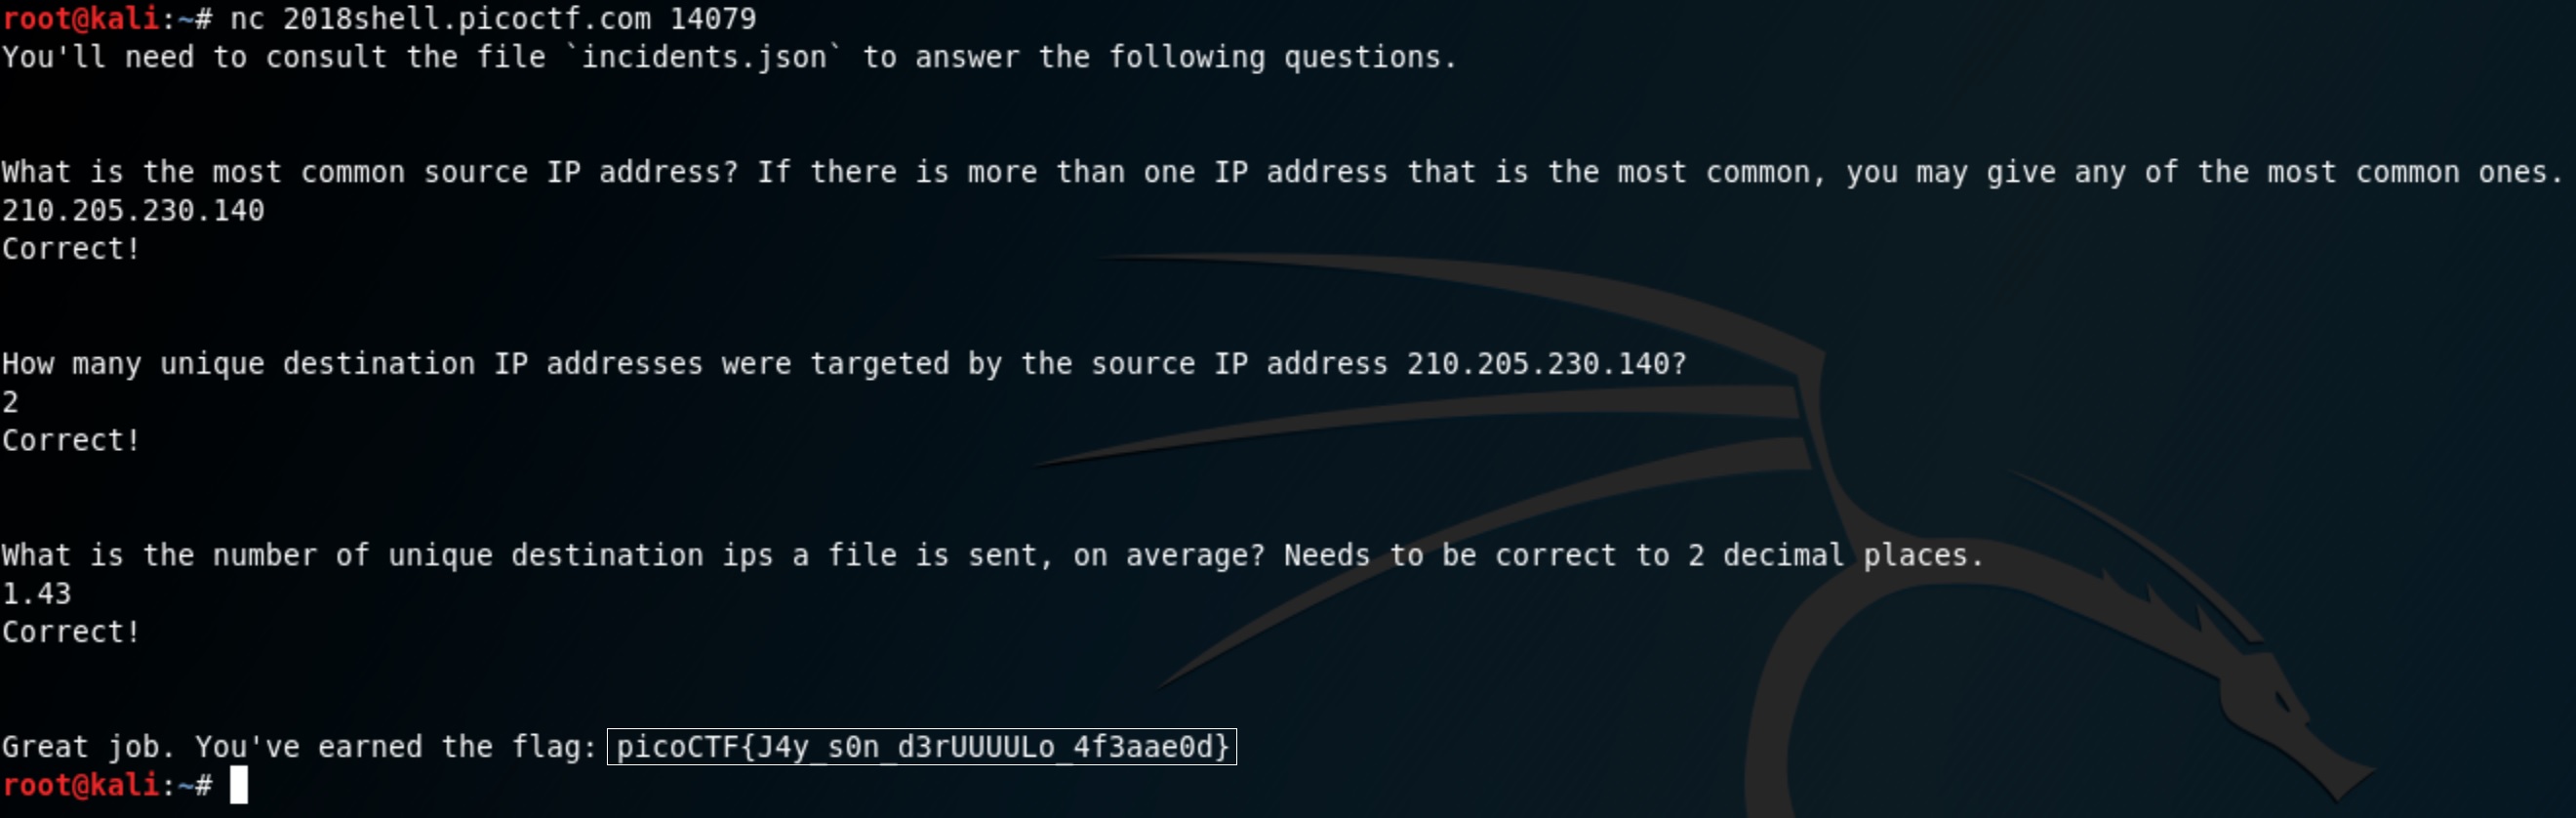 root@kali:~# nc 2018shell.picoctf.com 14079
You'll need to consult the file `incidents.json` to answer the following questions.
What is the most common source IP address? If there is more than one IP address that is the most common, you may give any of the most common ones.
210.205.230.140
Correct!
How many unique destination IP addresses were targeted by the source IP address 210.205.230.140?
2
Correct!
What is the number of unique destination ips a file is sent, on average? Needs to be correct to 2 decimal places.
1.43
Correct!
Great job. You've earned the flag: picoCTF{J4y_s0n_d3rUUUULo_4f3aae0d}
root@kali:~#